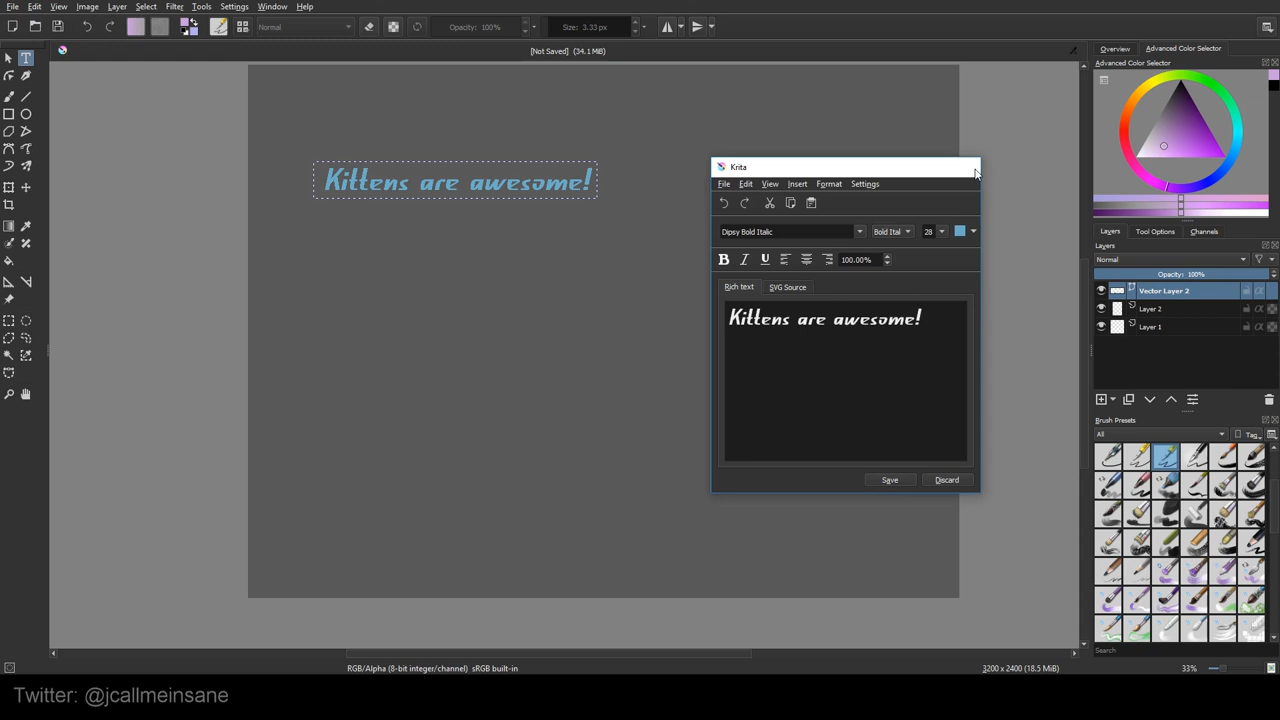 File Edit View Image Layer Select Filter Tools Settings Window Help
Normal Opacity: 100% Size: 3.33 px
[Not Saved] (34.1 MiB)
Overview Advanced Color Selector
Advanced Color Selector
Kittens are awesome!
Krita
File Edit View Insert Format Settings
Dipsy Bold Italic Bold Ital 28
B I U 100.00%
Rich text SVG Source
Kittens are awesome!
Save Discard
Layers Tool Options Channels
Layers
Normal
Opacity: 100%
Vector Layer 2
Layer 2
Layer 1
Brush Presets
All Tag
Search
RGB/Alpha (8-bit integer/channel) sRGB built-in 3200 x 2400 (18.5 MiB) 33%
Twitter: @jcallmeinsane